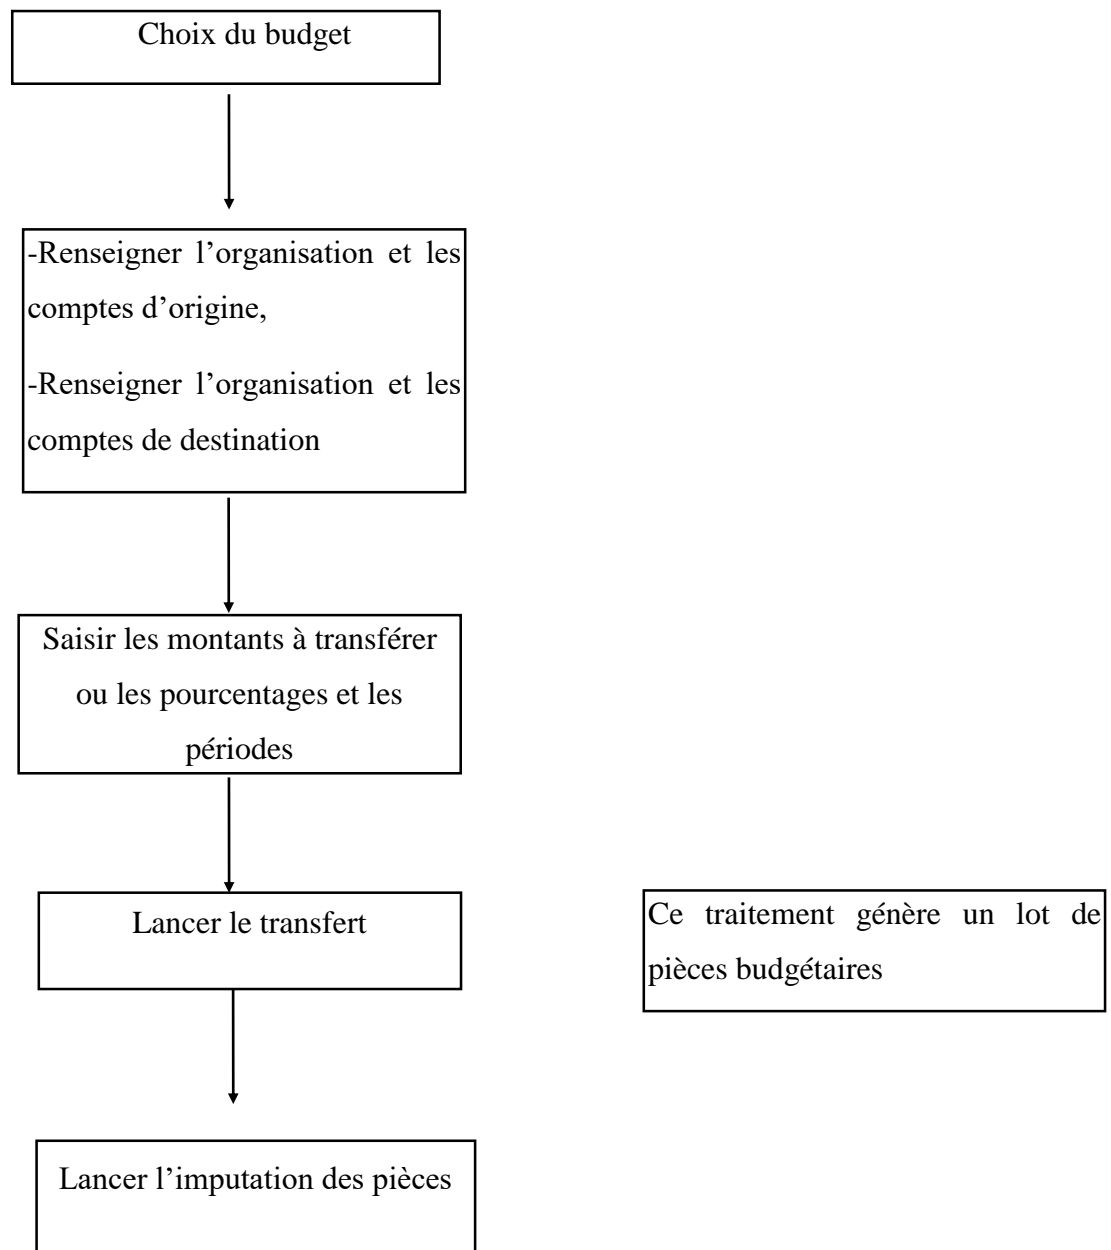 Choix du budget
-Renseigner l’organisation et les
comptes d’origine,
-Renseigner l’organisation et les
comptes de destination
Saisir les montants à transférer
ou les pourcentages et les
périodes
Lancer le transfert
Ce traitement génère un lot de
pièces budgétaires
Lancer l’imputation des pièces